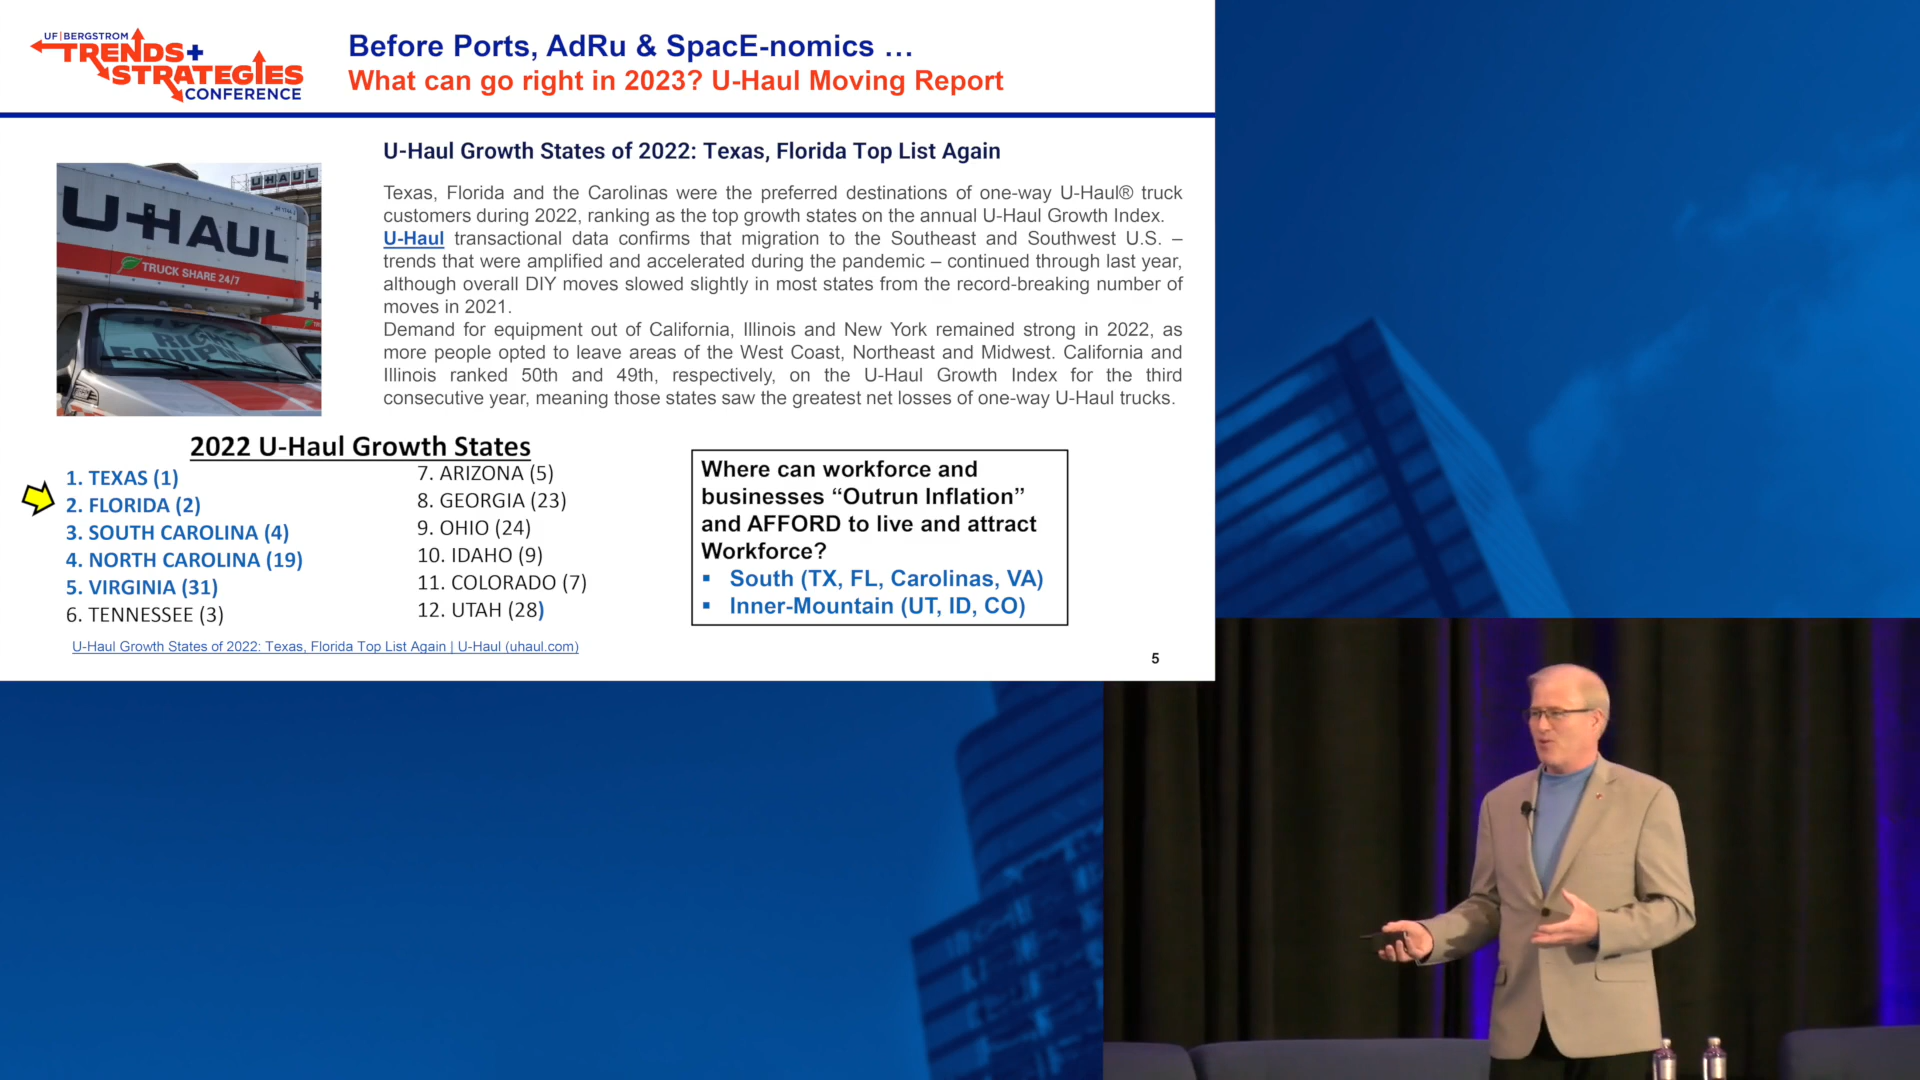 UF|BERGSTROM
TRENDS+
STRATEGIES
CONFERENCE
Before Ports, AdRu & SpacE-nomics …
What can go right in 2023? U-Haul Moving Report
U-Haul Growth States of 2022: Texas, Florida Top List Again
UHAUL
U-HAUL
TRUCK SHARE 24/7
RIGHT
EQUIPM
Texas, Florida and the Carolinas were the preferred destinations of one-way U-Haul® truck
customers during 2022, ranking as the top growth states on the annual U-Haul Growth Index.
U-Haul transactional data confirms that migration to the Southeast and Southwest U.S. –
trends that were amplified and accelerated during the pandemic – continued through last year,
although overall DIY moves slowed slightly in most states from the record-breaking number of
moves in 2021.
Demand for equipment out of California, Illinois and New York remained strong in 2022, as
more people opted to leave areas of the West Coast, Northeast and Midwest. California and
Illinois ranked 50th and 49th, respectively, on the U-Haul Growth Index for the third
consecutive year, meaning those states saw the greatest net losses of one-way U-Haul trucks.
2022 U-Haul Growth States
1. TEXAS (1)
2. FLORIDA (2)
3. SOUTH CAROLINA (4)
4. NORTH CAROLINA (19)
5. VIRGINIA (31)
6. TENNESSEE (3)
7. ARIZONA (5)
8. GEORGIA (23)
9. OHIO (24)
10. IDAHO (9)
11. COLORADO (7)
12. UTAH (28)
Where can workforce and
businesses “Outrun Inflation”
and AFFORD to live and attract
Workforce?
▪ South (TX, FL, Carolinas, VA)
▪ Inner-Mountain (UT, ID, CO)
U-Haul Growth States of 2022: Texas, Florida Top List Again | U-Haul (uhaul.com)
5